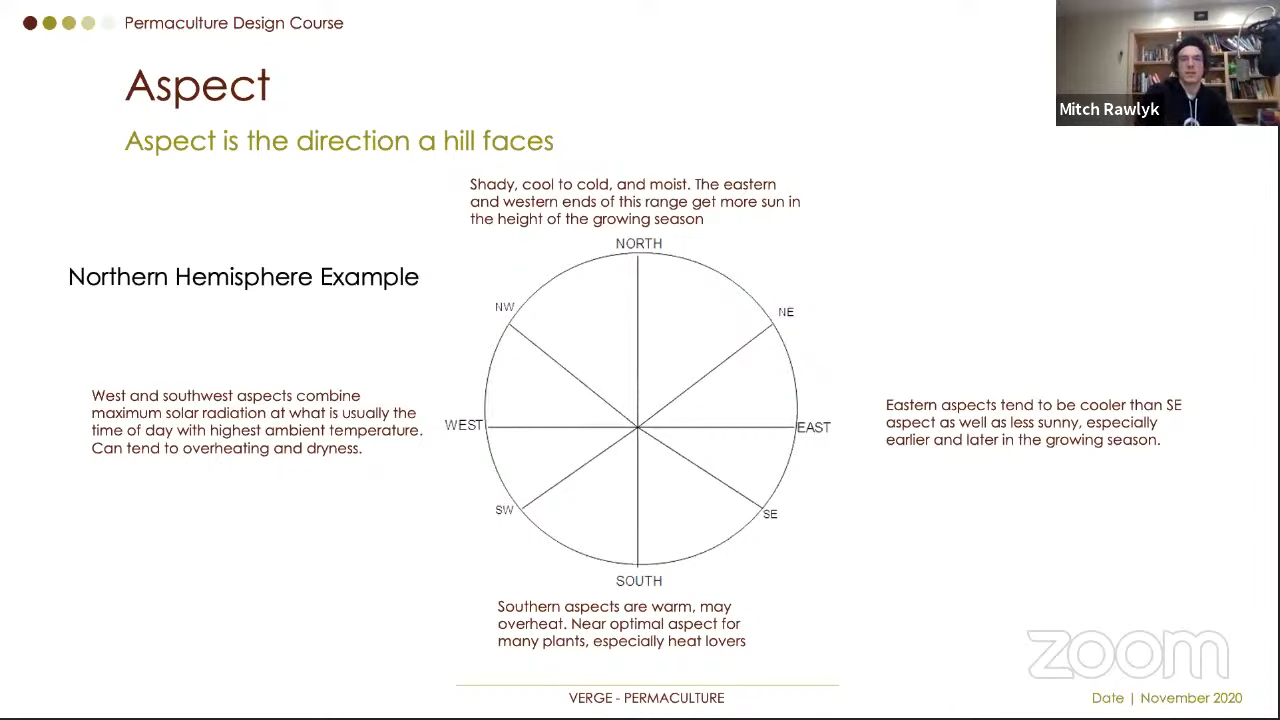 Permaculture Design Course
Mitch Rawlyk
Aspect
Aspect is the direction a hill faces
Shady, cool to cold, and moist. The eastern
and western ends of this range get more sun in
the height of the growing season
NORTH
Northern Hemisphere Example
NW
NE
West and southwest aspects combine
maximum solar radiation at what is usually the
time of day with highest ambient temperature.
Can tend to overheating and dryness.
WEST
EAST
Eastern aspects tend to be cooler than SE
aspect as well as less sunny, especially
earlier and later in the growing season.
SW
SE
SOUTH
Southern aspects are warm, may
overheat. Near optimal aspect for
many plants, especially heat lovers
zoom
VERGE - PERMACULTURE
Date | November 2020